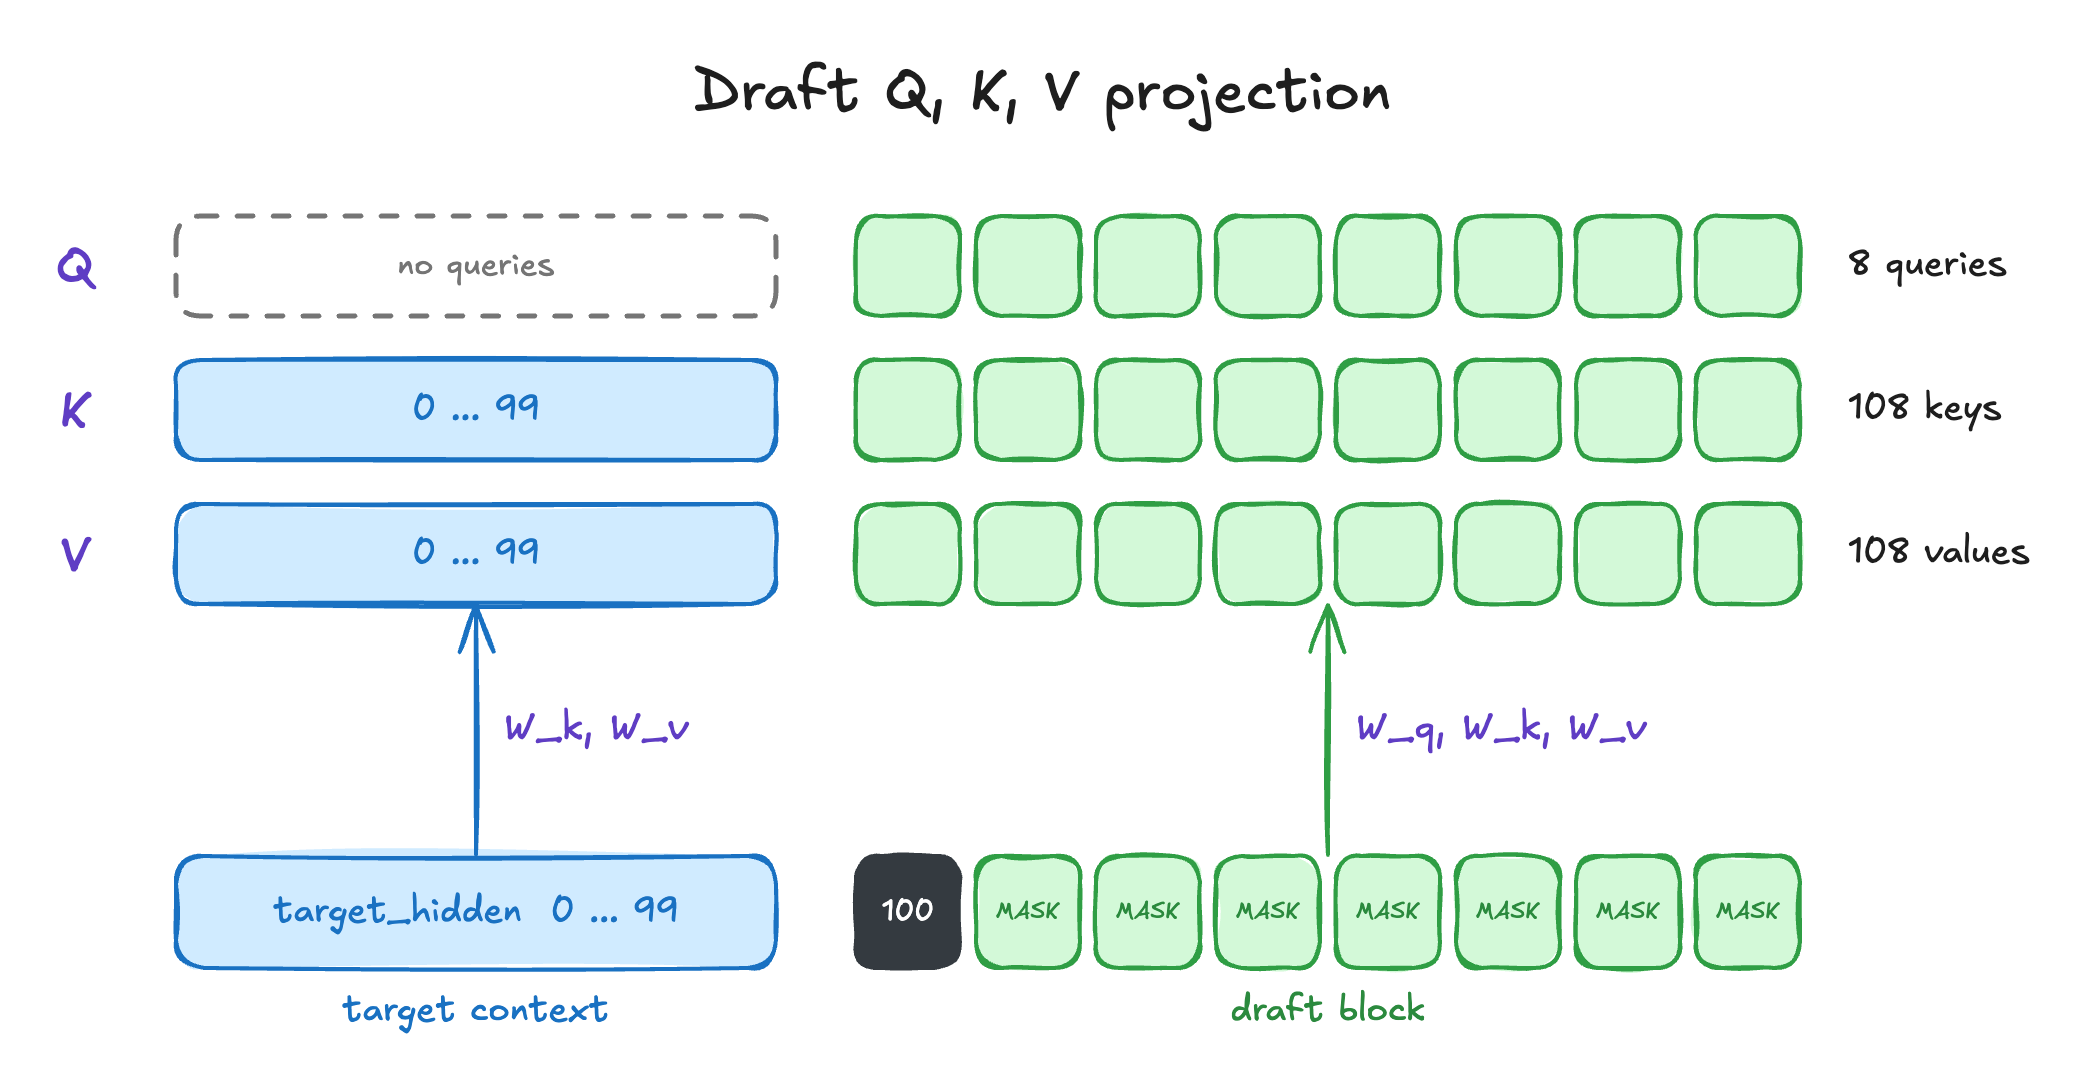 Draft Q, K, V projection
Q
no queries
8 queries
K
0 ... 99
108 keys
V
0 ... 99
108 values
W_k, W_v
W_q, W_k, W_v
target_hidden 0 ... 99
100
MASK
MASK
MASK
MASK
MASK
MASK
MASK
target context
draft block